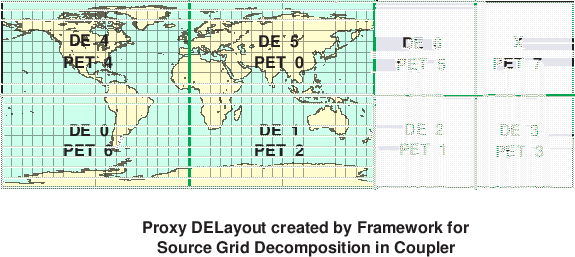 DE 4
PET 4
DE 5
PET 0
DE 6
PET 5
X
PET 7
DE 0
PET 6
DE 1
PET 2
DE 2
PET 1
DE 3
PET 3
Proxy DELayout created by Framework for
Source Grid Decomposition in Coupler